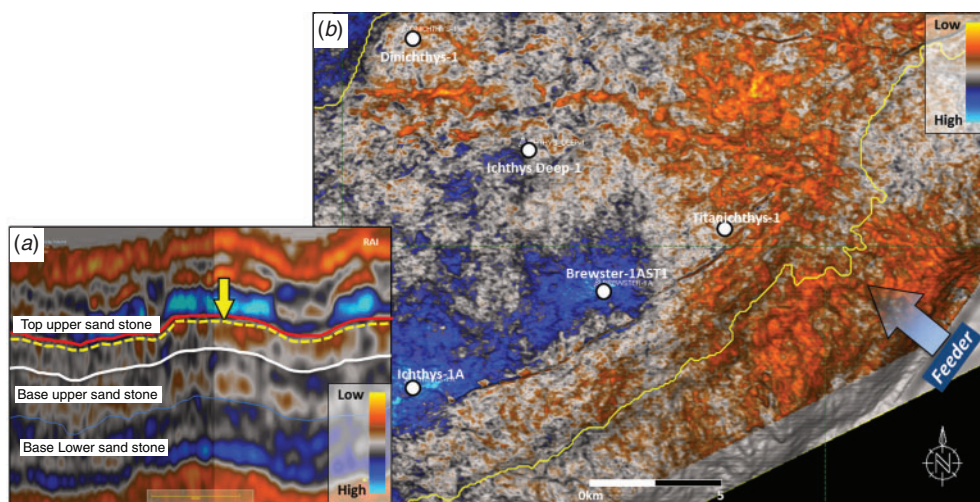 (a)
RAI
Top upper sand stone
Base upper sand stone
Base Lower sand stone
Low
High
(b)
Dinichthys-1
Ichthys Deep-1
Titanichthys-1
Brewster-1AST1
Ichthys-1A
Feeder
Low
High
0km 5
N